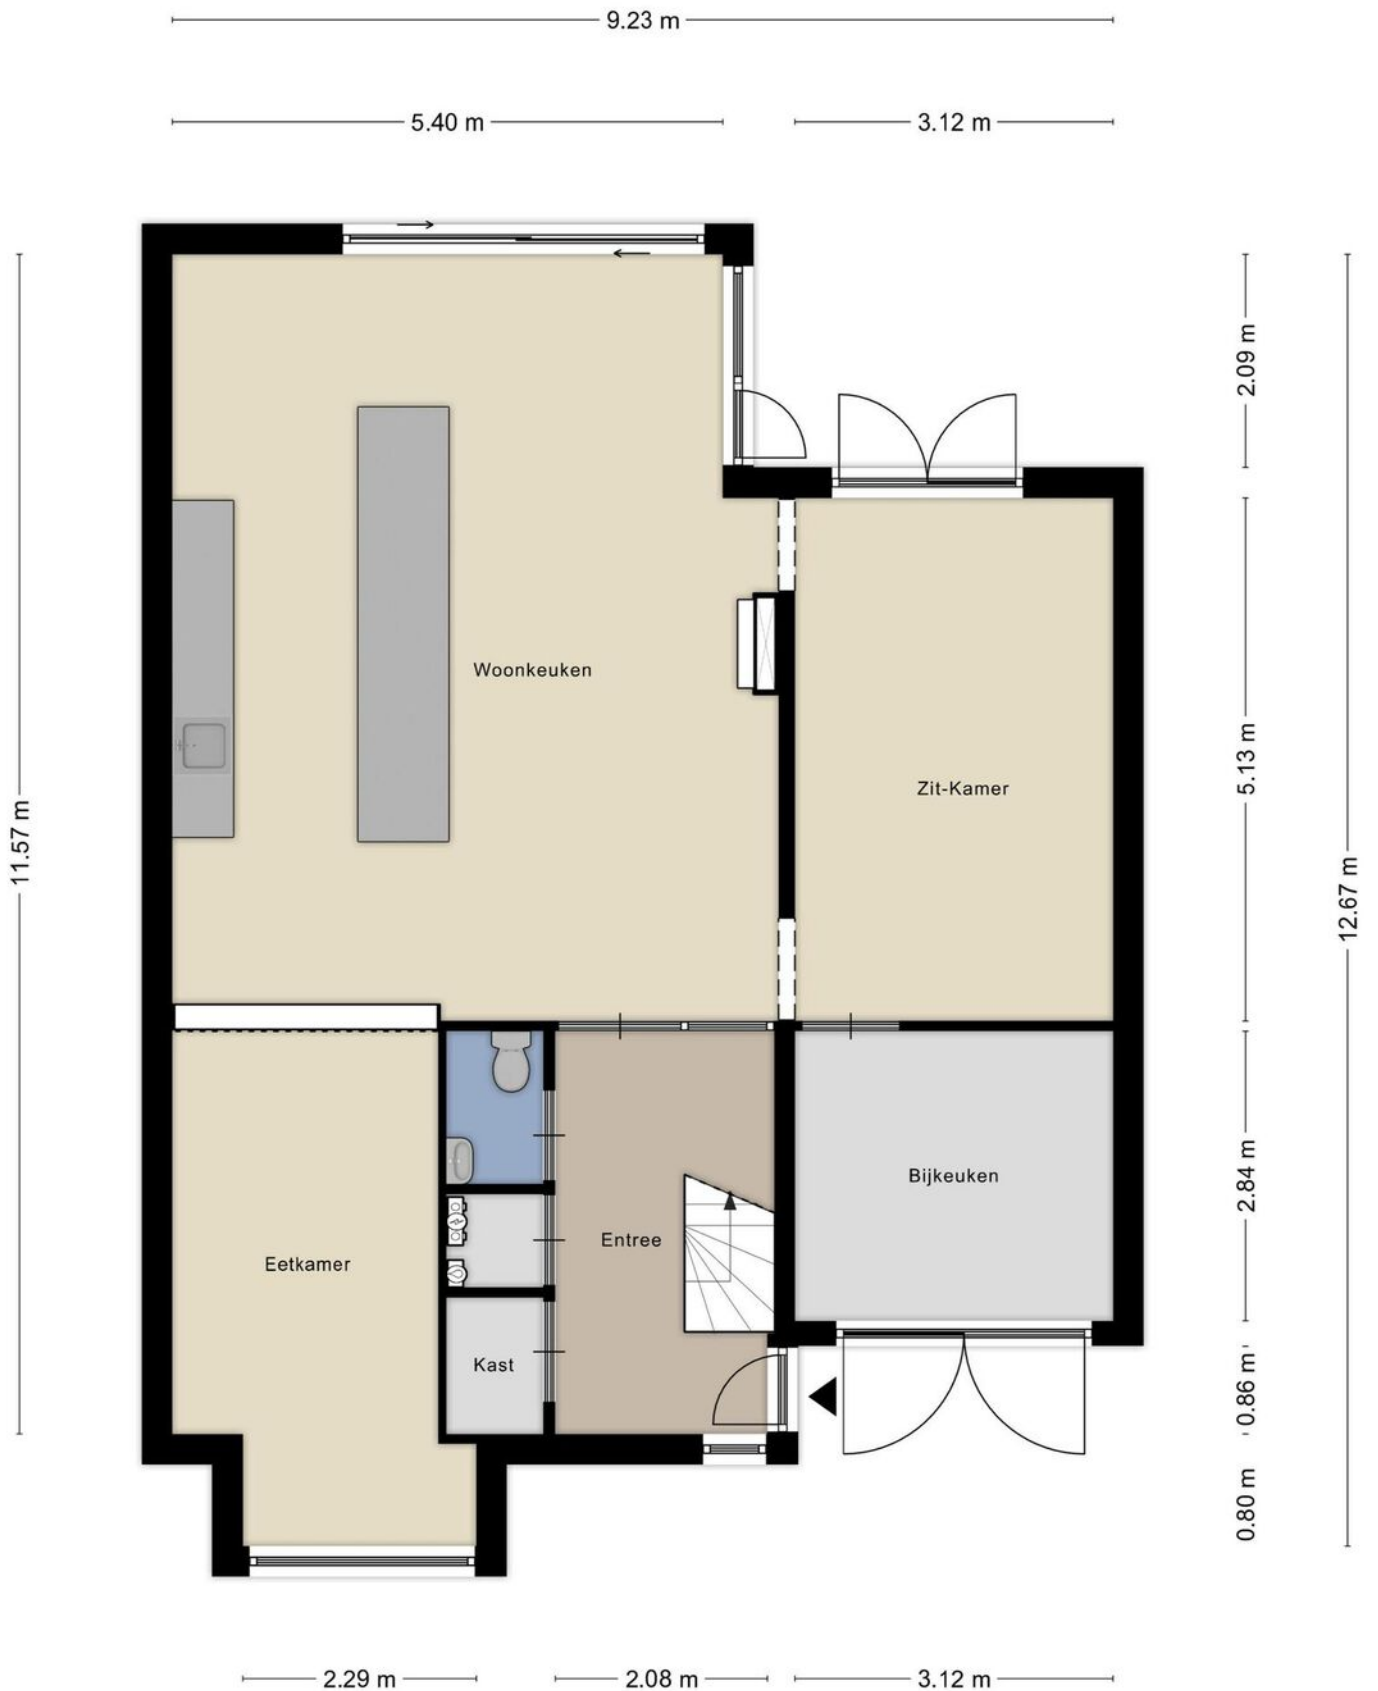 9.23 m
5.40 m
3.12 m
2.09 m
Woonkeuken
Zit-Kamer
5.13 m
11.57 m
12.67 m
Bijkeuken
2.84 m
Entree
Eetkamer
Kast
0.86 m
0.80 m
2.29 m
2.08 m
3.12 m